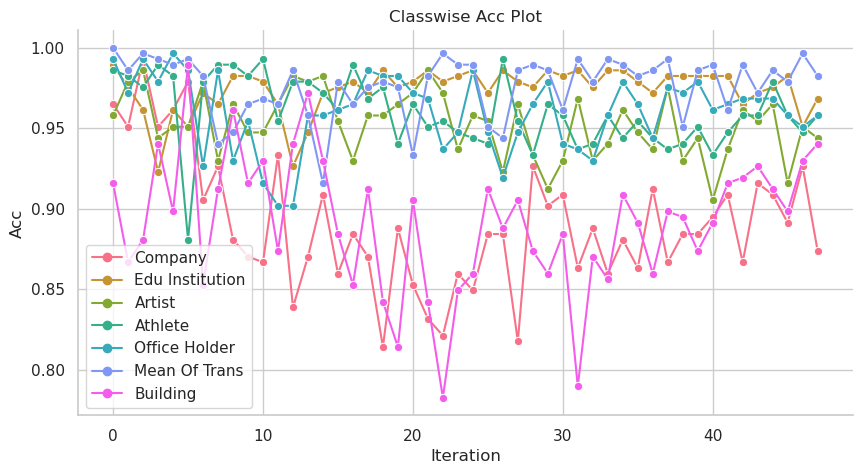 Classwise Acc Plot
1.00
0.95
0.90
0.85
0.80
Acc
Company
Edu Institution
Artist
Athlete
Office Holder
Mean Of Trans
Building
0 10 20 30 40
Iteration